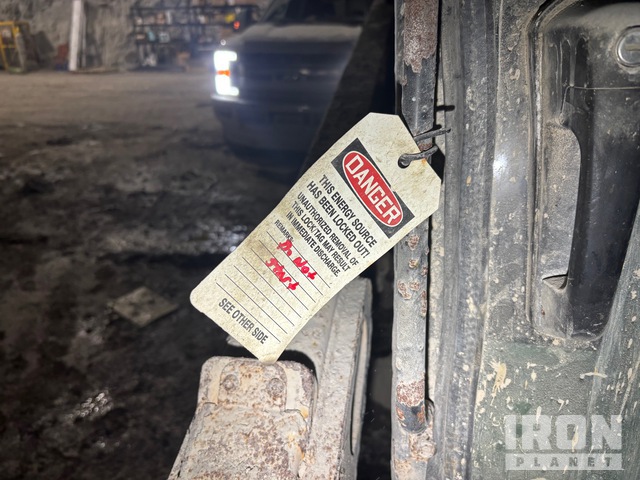 DANGER
THIS ENERGY SOURCE
HAS BEEN LOCKED OUT!
UNAUTHORIZED REMOVAL OF
THIS LOCK/TAG MAY RESULT
IN IMMEDIATE DISCHARGE.
REMARKS:
Do Not
Start
SEE OTHER SIDE
IRON
PLANET